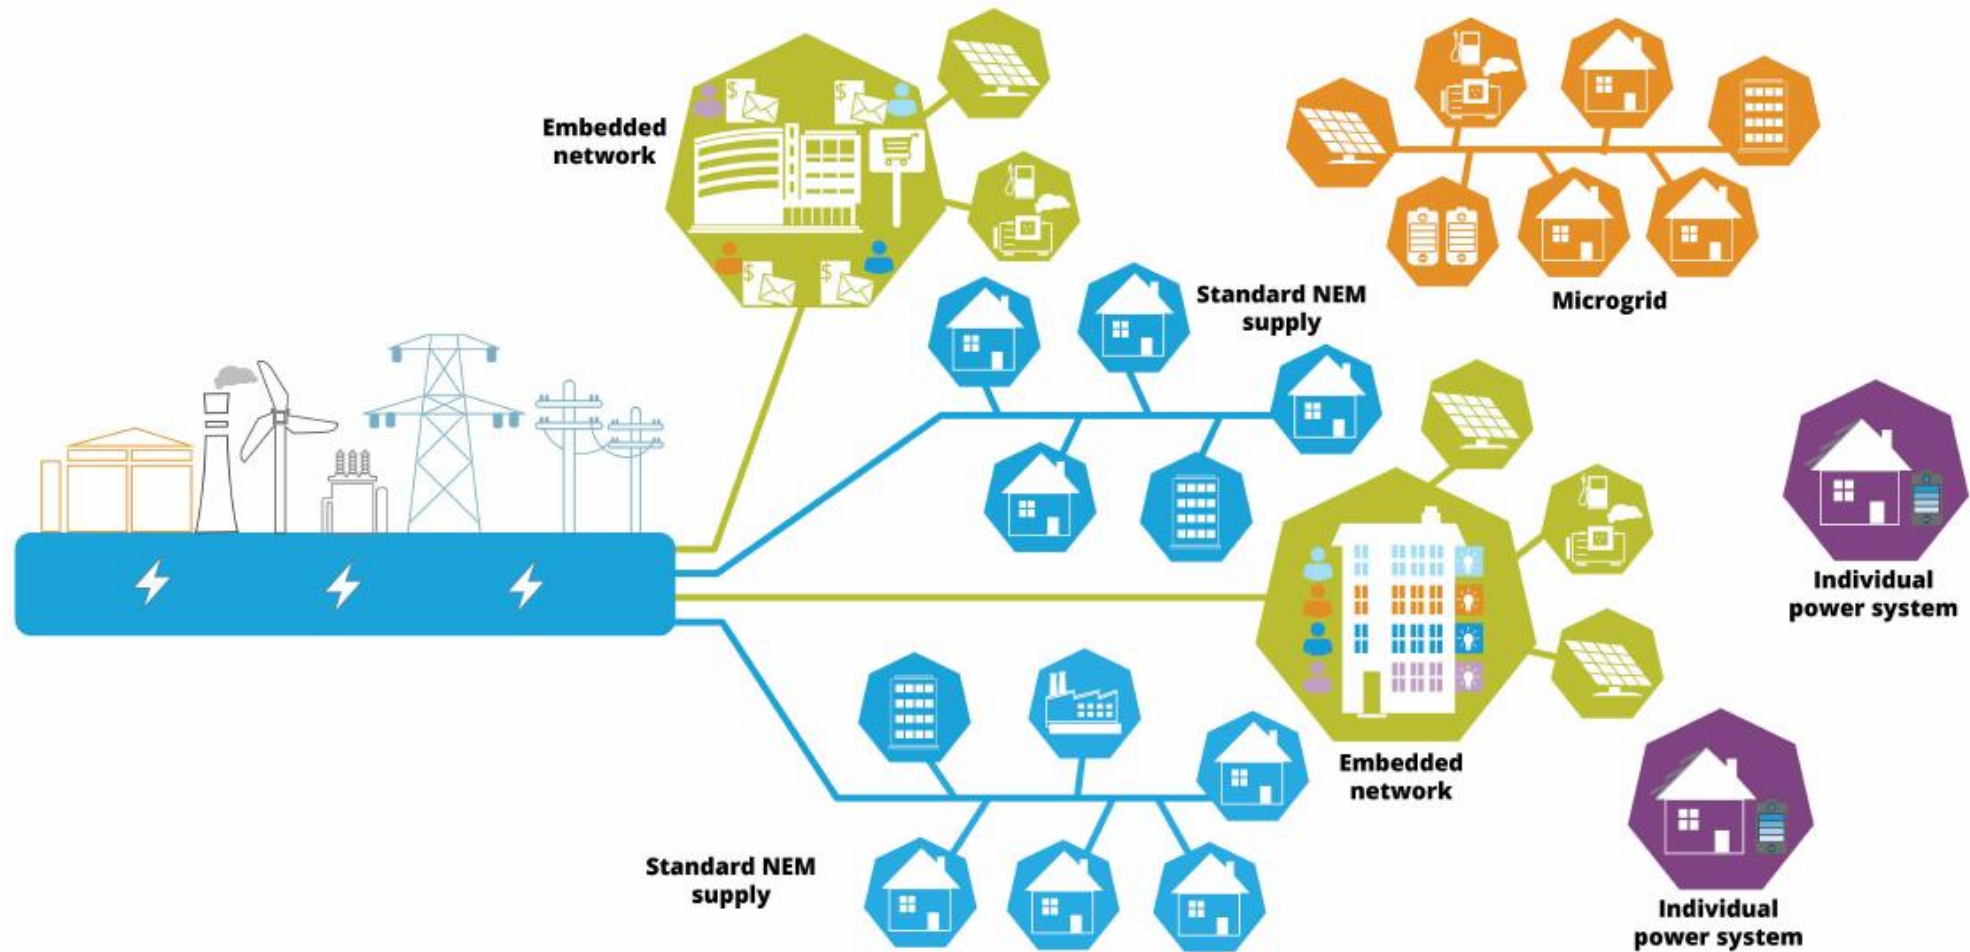 Embedded
network
$
$
$
$
Standard NEM
supply
Microgrid
Individual
power system
Embedded
network
Standard NEM
supply
Individual
power system